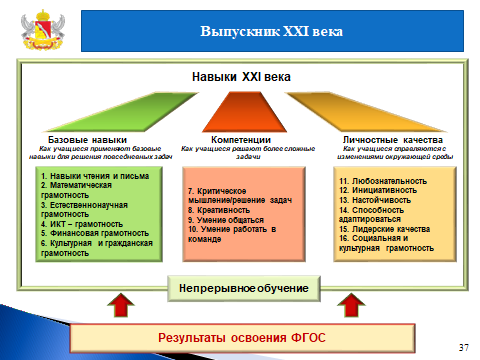 Выпускник XXI века
Навыки XXI века
Базовые навыки
Как учащиеся применяют базовые
навыки для решения повседневных задач
Компетенции
Как учащиеся решают более сложные
задачи
Личностные качества
Как учащиеся справляются с
изменениями окружающей среды
1. Навыки чтения и письма
2. Математическая
грамотность
3. Естественнонаучная
грамотность
4. ИКТ – грамотность
5. Финансовая грамотность
6. Культурная и гражданская
грамотность
7. Критическое
мышление/решение задач
8. Креативность
9. Умение общаться
10. Умение работать в
команде
11. Любознательность
12. Инициативность
13. Настойчивость
14. Способность
адаптироваться
15. Лидерские качества
16. Социальная и
культурная грамотность
Непрерывное обучение
Результаты освоения ФГОС
37